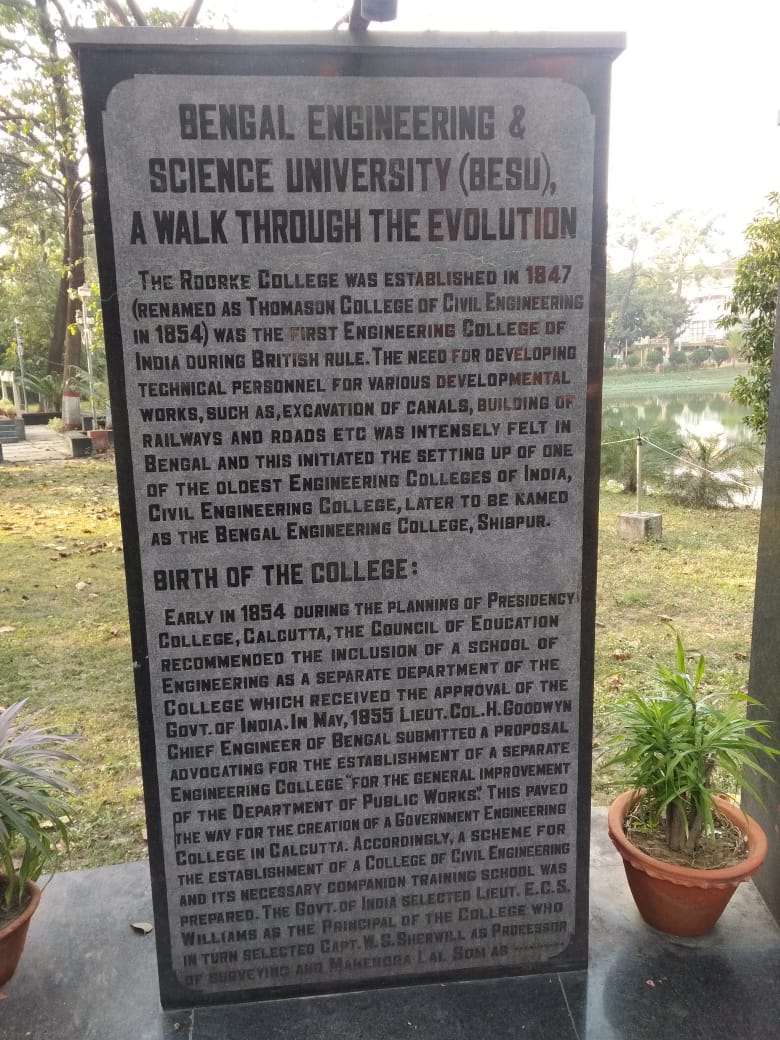 BENGAL ENGINEERING &
SCIENCE UNIVERSITY (BESU),
A WALK THROUGH THE EVOLUTION
THE ROORKE COLLEGE WAS ESTABLISHED IN 1847
(RENAMED AS THOMASON COLLEGE OF CIVIL ENGINEERING
IN 1854) WAS THE FIRST ENGINEERING COLLEGE OF
INDIA DURING BRITISH RULE. THE NEED FOR DEVELOPING
TECHNICAL PERSONNEL FOR VARIOUS DEVELOPMENTAL
WORKS, SUCH AS, EXCAVATION OF CANALS, BUILDING OF
RAILWAYS AND ROADS ETC WAS INTENSELY FELT IN
BENGAL AND THIS INITIATED THE SETTING UP OF ONE
OF THE OLDEST ENGINEERING COLLEGES OF INDIA,
CIVIL ENGINEERING COLLEGE, LATER TO BE NAMED
AS THE BENGAL ENGINEERING COLLEGE, SHIBPUR.
BIRTH OF THE COLLEGE:
EARLY IN 1854 DURING THE PLANNING OF PRESIDENCY
COLLEGE, CALCUTTA, THE COUNCIL OF EDUCATION
RECOMMENDED THE INCLUSION OF A SCHOOL OF
ENGINEERING AS A SEPARATE DEPARTMENT OF THE
COLLEGE WHICH RECEIVED THE APPROVAL OF THE
GOVT. OF INDIA. IN MAY, 1855 LIEUT. COL. H. GOODWYN
CHIEF ENGINEER OF BENGAL SUBMITTED A PROPOSAL
ADVOCATING FOR THE ESTABLISHMENT OF A SEPARATE
ENGINEERING COLLEGE "FOR THE GENERAL IMPROVEMENT
OF THE DEPARTMENT OF PUBLIC WORKS". THIS PAVED
THE WAY FOR THE CREATION OF A GOVERNMENT ENGINEERING
COLLEGE IN CALCUTTA. ACCORDINGLY, A SCHEME FOR
THE ESTABLISHMENT OF A COLLEGE OF CIVIL ENGINEERING
AND ITS NECESSARY COMPANION TRAINING SCHOOL WAS
PREPARED. THE GOVT. OF INDIA SELECTED LIEUT. E.C.S.
WILLIAMS AS THE PRINCIPAL OF THE COLLEGE WHO
IN TURN SELECTED CAPT. W.S. SHERWILL AS PROFESSOR
OF SURVEYING AND MAHENDRA LAL SOM AS